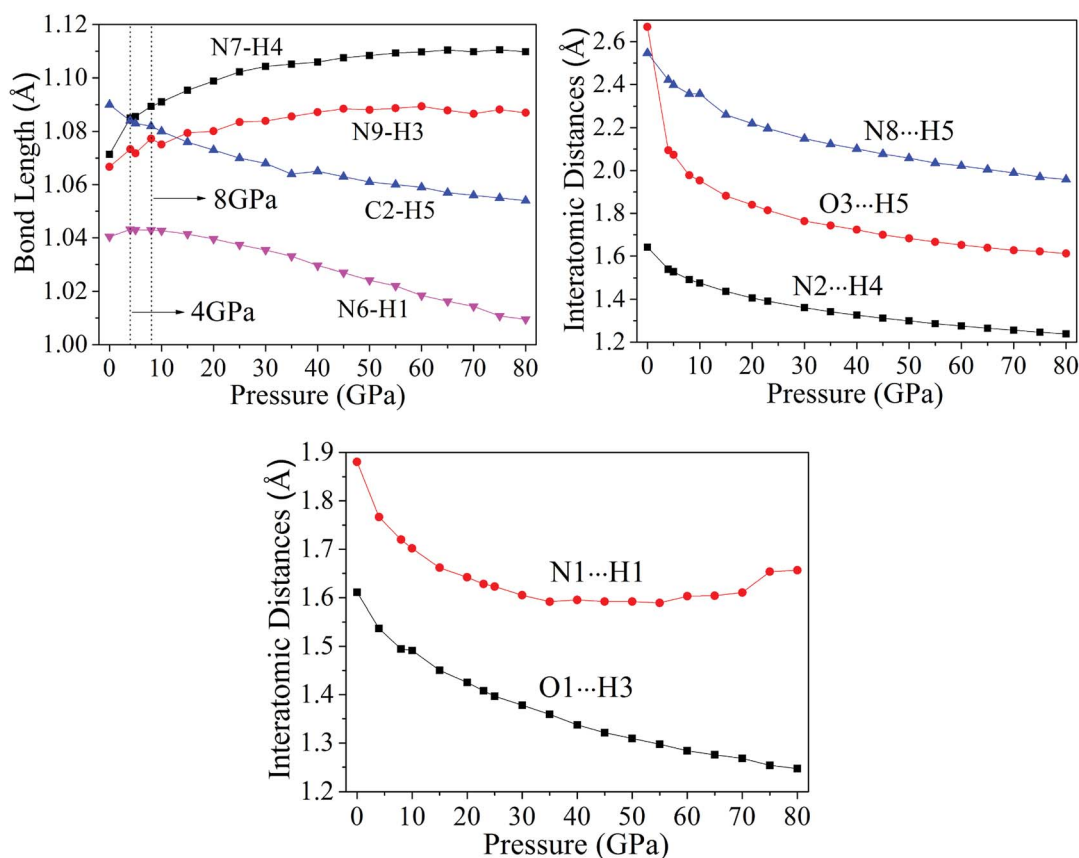 1.12
1.10
1.08
1.06
1.04
1.02
1.00
Bond Length (Å)
N7-H4
N9-H3
8GPa
C2-H5
N6-H1
4GPa
0 10 20 30 40 50 60 70 80
Pressure (GPa)
2.6
2.4
2.2
2.0
1.8
1.6
1.4
1.2
Interatomic Distances (Å)
N8···H5
O3···H5
N2···H4
0 10 20 30 40 50 60 70 80
Pressure (GPa)
1.9
1.8
1.7
1.6
1.5
1.4
1.3
1.2
Interatomic Distances (Å)
N1···H1
O1···H3
0 10 20 30 40 50 60 70 80
Pressure (GPa)